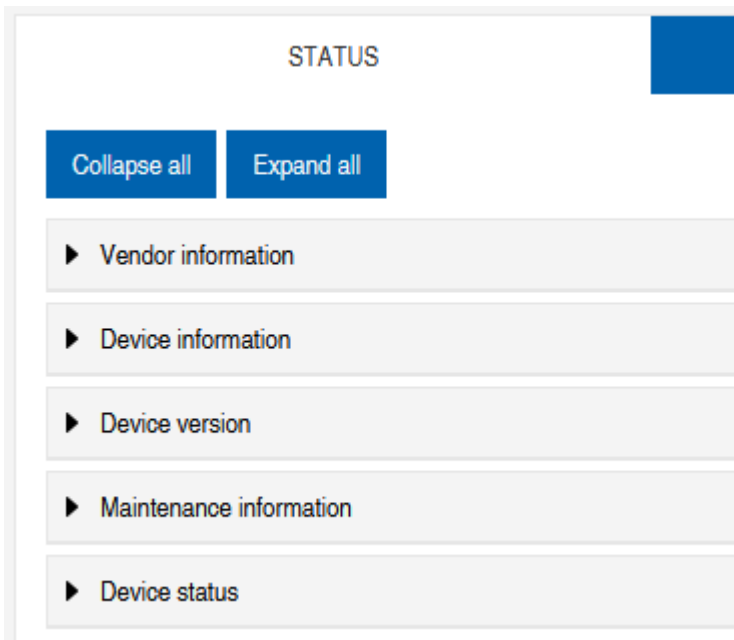 STATUS
Collapse all Expand all
Vendor information
Device information
Device version
Maintenance information
Device status